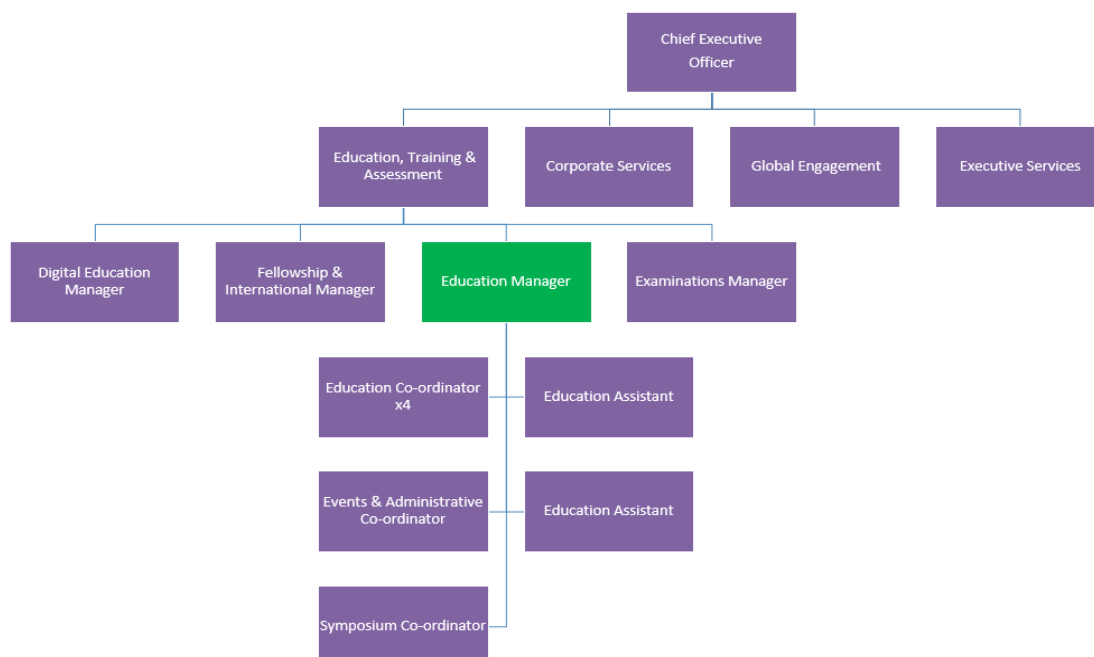 Chief Executive
Officer
Education, Training &
Assessment
Corporate Services
Global Engagement
Executive Services
Digital Education
Manager
Fellowship &
International Manager
Education Manager
Examinations Manager
Education Co-ordinator
x4
Education Assistant
Events & Administrative
Co-ordinator
Education Assistant
Symposium Co-ordinator